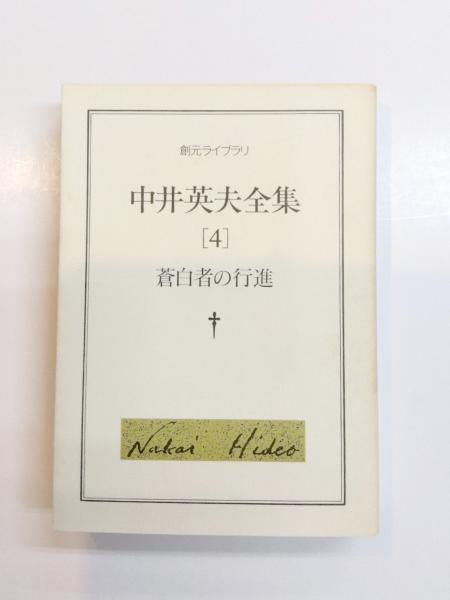 創元ライブラリ
中井英夫全集
[4]
蒼白者の行進
†
Nakai Hideo